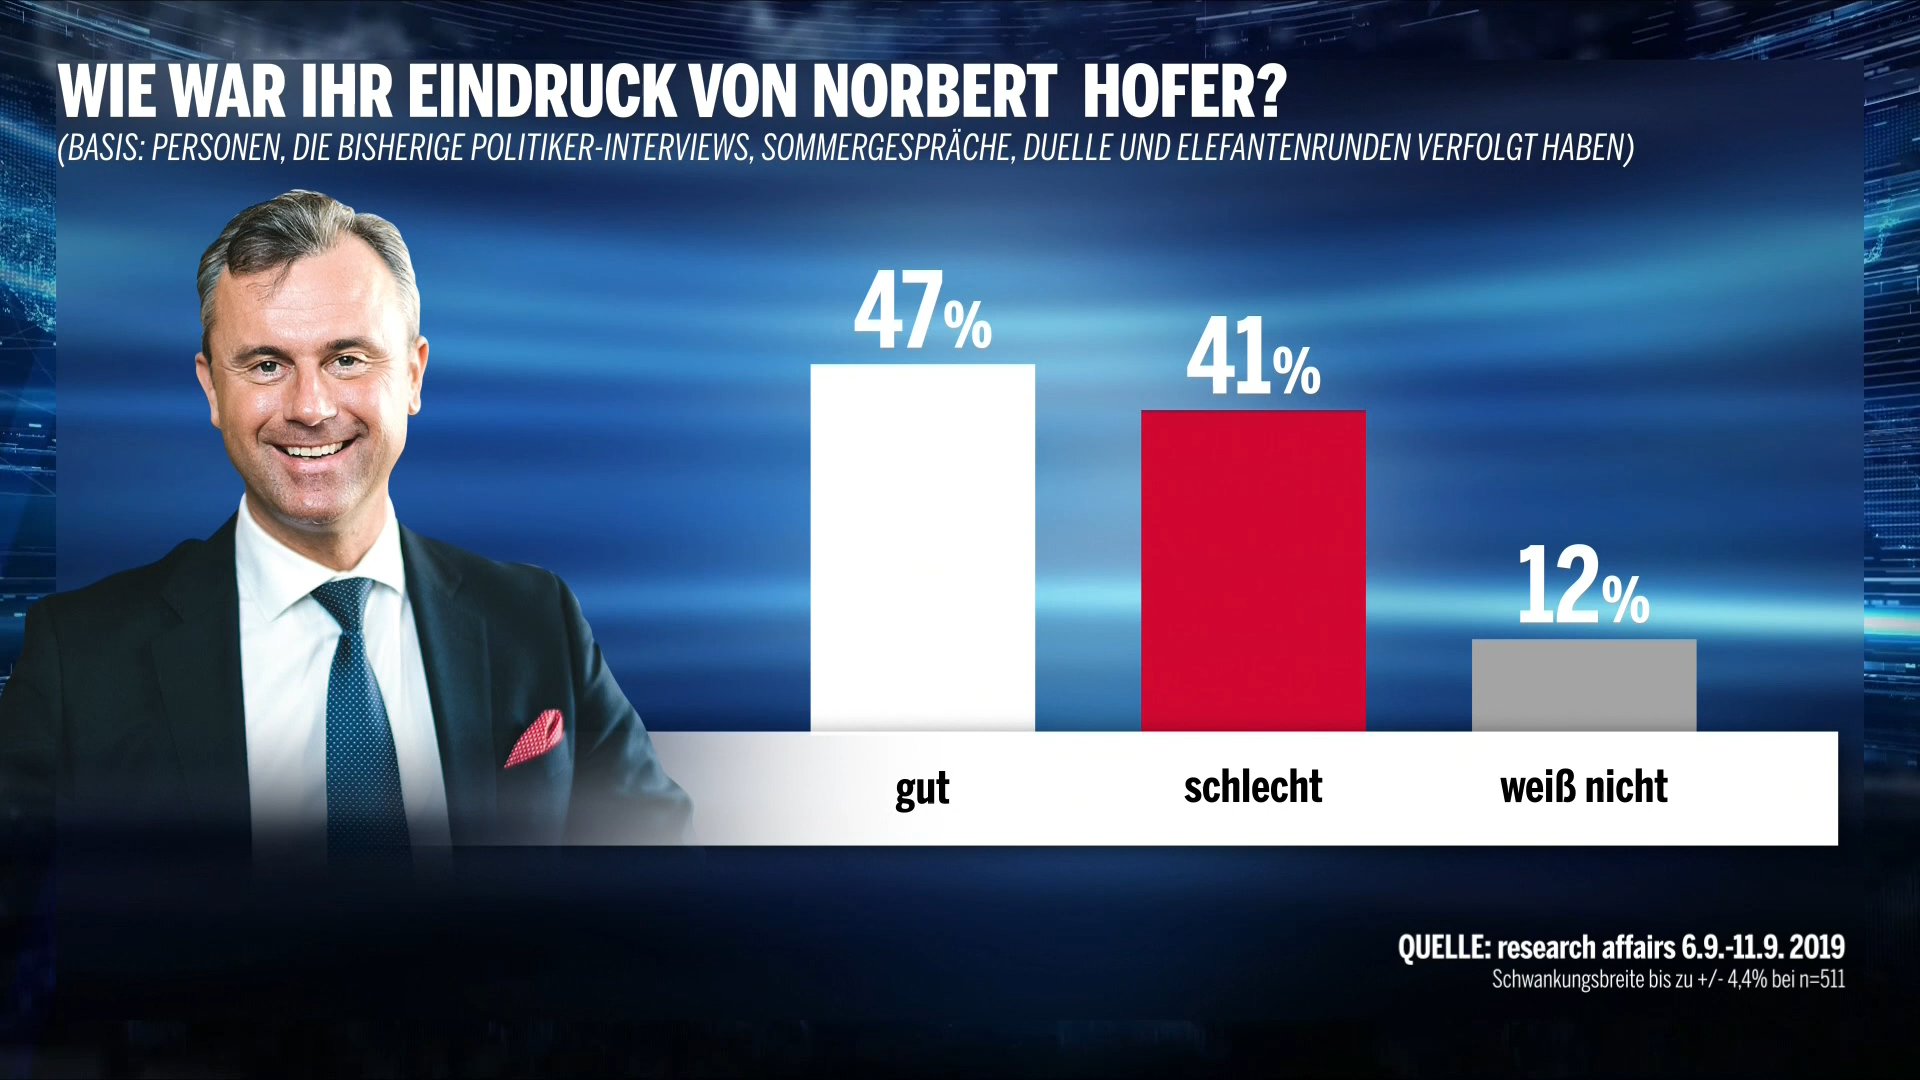 WIE WAR IHR EINDRUCK VON NORBERT HOFER?
(BASIS: PERSONEN, DIE BISHERIGE POLITIKER-INTERVIEWS, SOMMERGESPRÄCHE, DUELLE UND ELEFANTENRUNDEN VERFOLGT HABEN)
47%
41%
12%
gut
schlecht
weiß nicht
QUELLE: research affairs 6.9.-11.9. 2019
Schwankungsbreite bis zu +/- 4,4% bei n=511